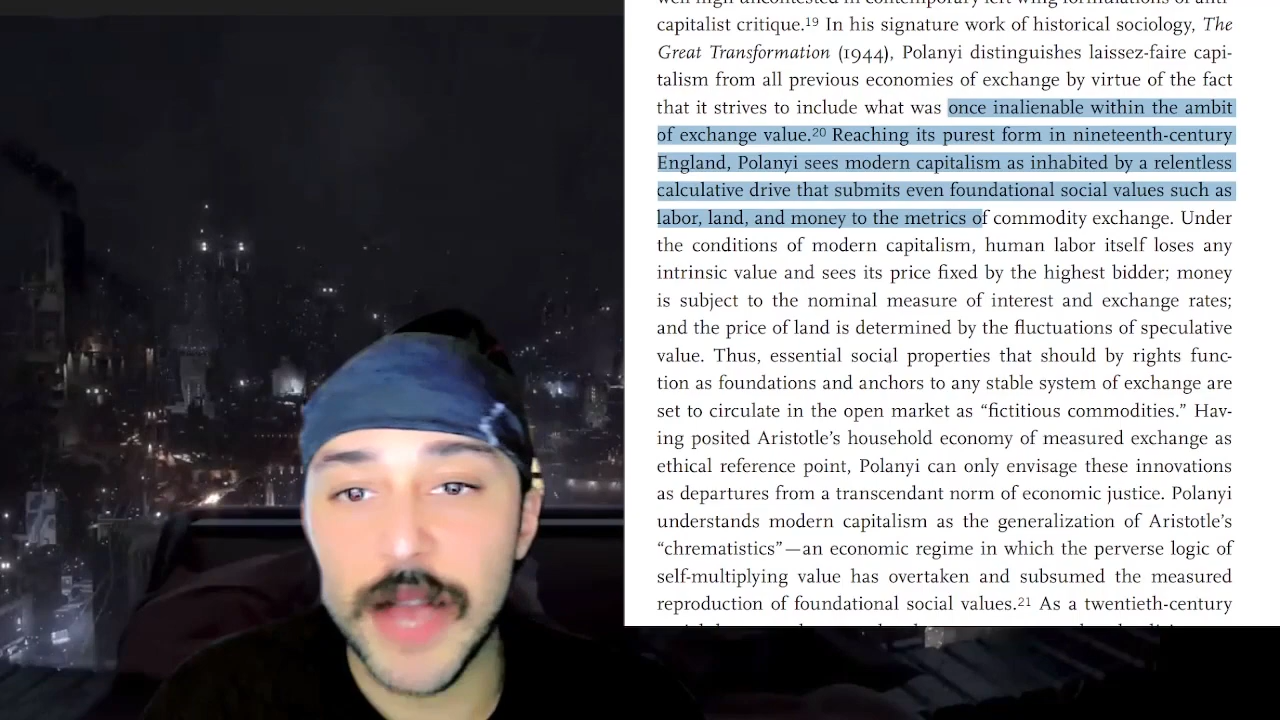 capitalist critique.19 In his signature work of historical sociology, The
Great Transformation (1944), Polanyi distinguishes laissez-faire capi-
talism from all previous economies of exchange by virtue of the fact
that it strives to include what was once inalienable within the ambit
of exchange value.20 Reaching its purest form in nineteenth-century
England, Polanyi sees modern capitalism as inhabited by a relentless
calculative drive that submits even foundational social values such as
labor, land, and money to the metrics of commodity exchange. Under
the conditions of modern capitalism, human labor itself loses any
intrinsic value and sees its price fixed by the highest bidder; money
is subject to the nominal measure of interest and exchange rates;
and the price of land is determined by the fluctuations of speculative
value. Thus, essential social properties that should by rights func-
tion as foundations and anchors to any stable system of exchange are
set to circulate in the open market as “fictitious commodities.” Hav-
ing posited Aristotle’s household economy of measured exchange as
ethical reference point, Polanyi can only envisage these innovations
as departures from a transcendant norm of economic justice. Polanyi
understands modern capitalism as the generalization of Aristotle’s
“chrematistics”—an economic regime in which the perverse logic of
self-multiplying value has overtaken and subsumed the measured
reproduction of foundational social values.21 As a twentieth-century